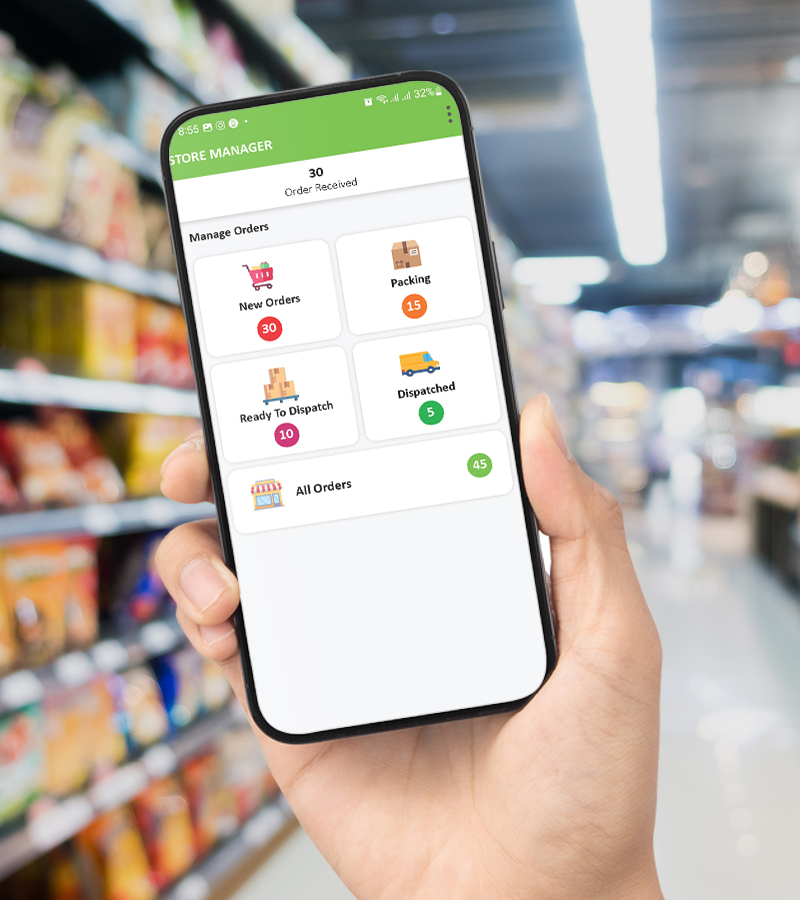 8:55
32%
STORE MANAGER
30
Order Received
Manage Orders
New Orders
30
Packing
15
Ready To Dispatch
10
Dispatched
5
All Orders
45